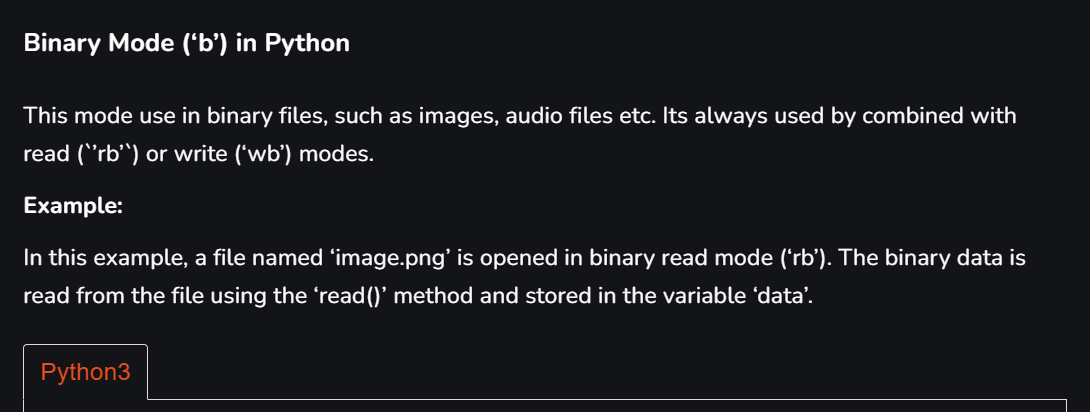 Binary Mode (‘b’) in Python
This mode use in binary files, such as images, audio files etc. Its always used by combined with
read (`’rb’`) or write (‘wb’) modes.
Example:
In this example, a file named ‘image.png’ is opened in binary read mode (‘rb’). The binary data is
read from the file using the ‘read()’ method and stored in the variable ‘data’.
Python3